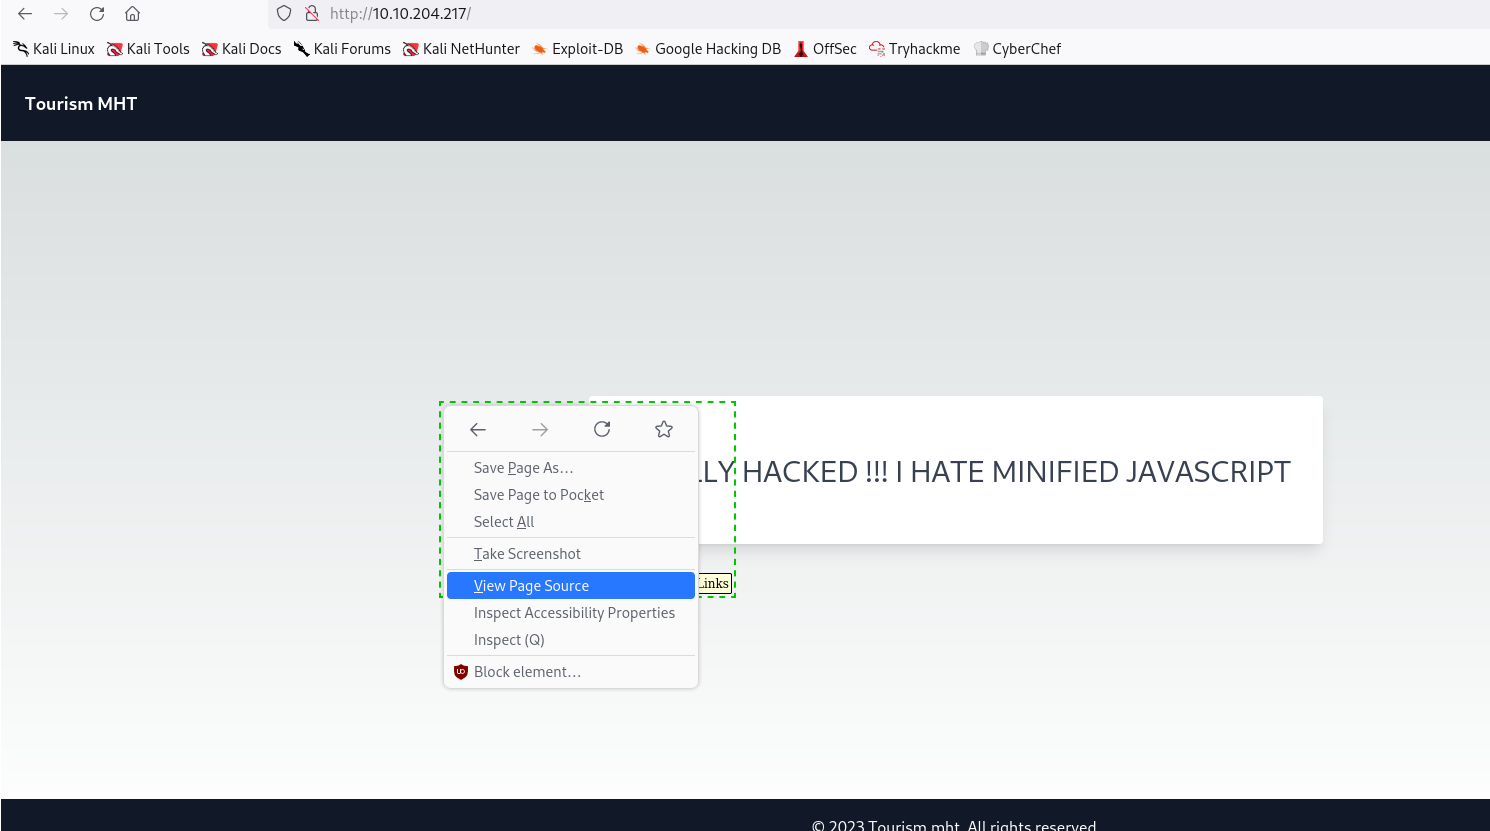 http://10.10.204.217/
Kali Linux Kali Tools Kali Docs Kali Forums Kali NetHunter Exploit-DB Google Hacking DB OffSec Tryhackme CyberChef
Tourism MHT
LLY HACKED !!! I HATE MINIFIED JAVASCRIPT
Save Page As...
Save Page to Pocket
Select All
Take Screenshot
View Page Source
Links
Inspect Accessibility Properties
Inspect (Q)
Block element...
© 2023 Tourism mht. All rights reserved